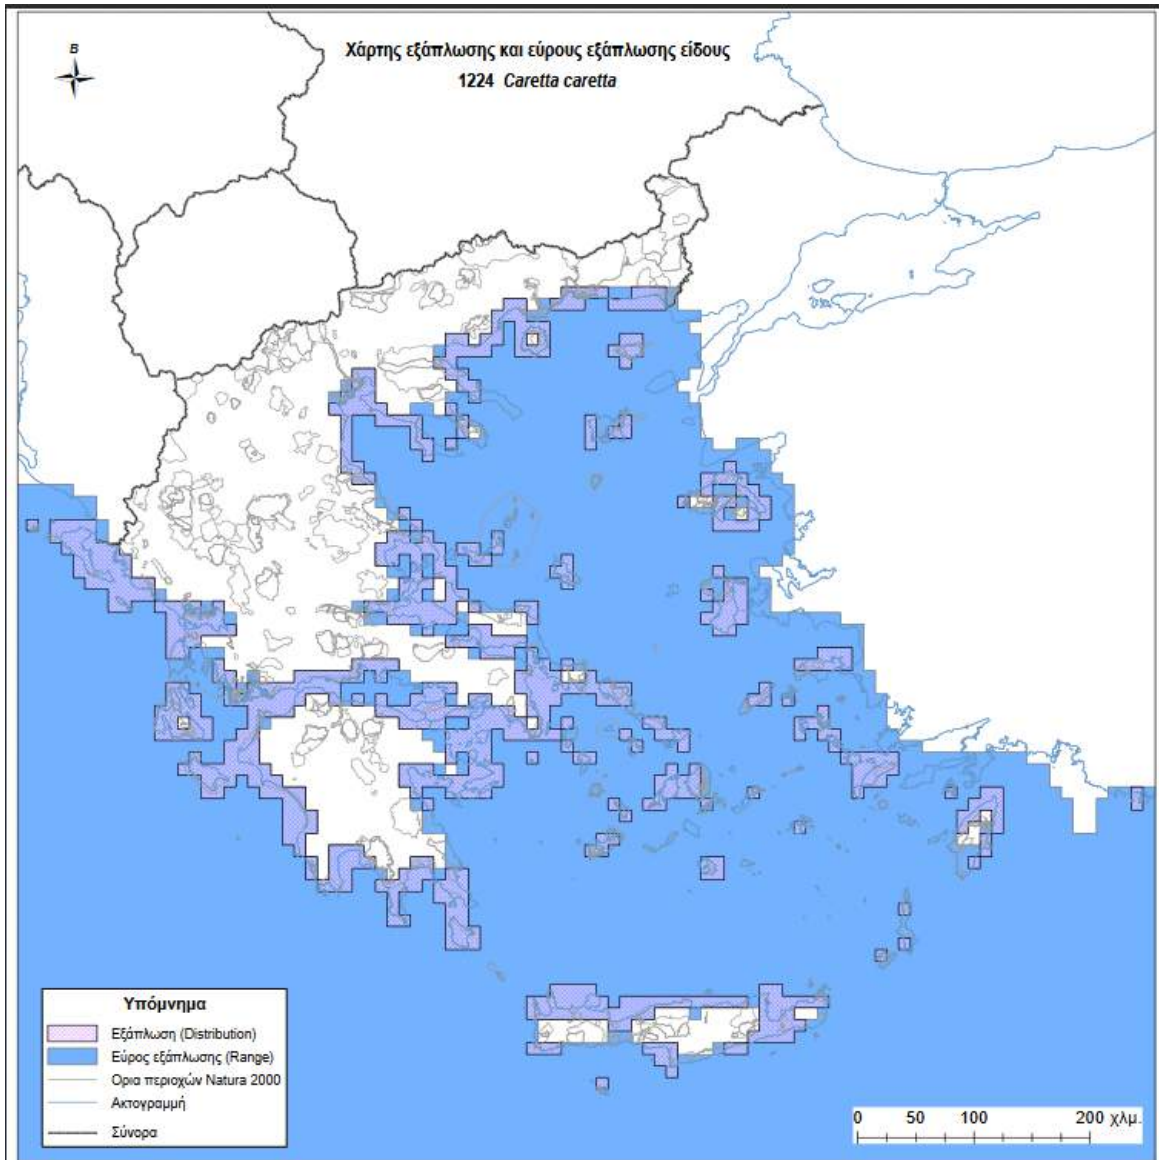 Χάρτης εξάπλωσης και εύρους εξάπλωσης είδους
1224 Caretta caretta
Β
Υπόμνημα
Εξάπλωση (Distribution)
Εύρος εξάπλωσης (Range)
Ορια περιοχών Natura 2000
Ακτογραμμή
Σύνορα
0 50 100 200 χλμ.